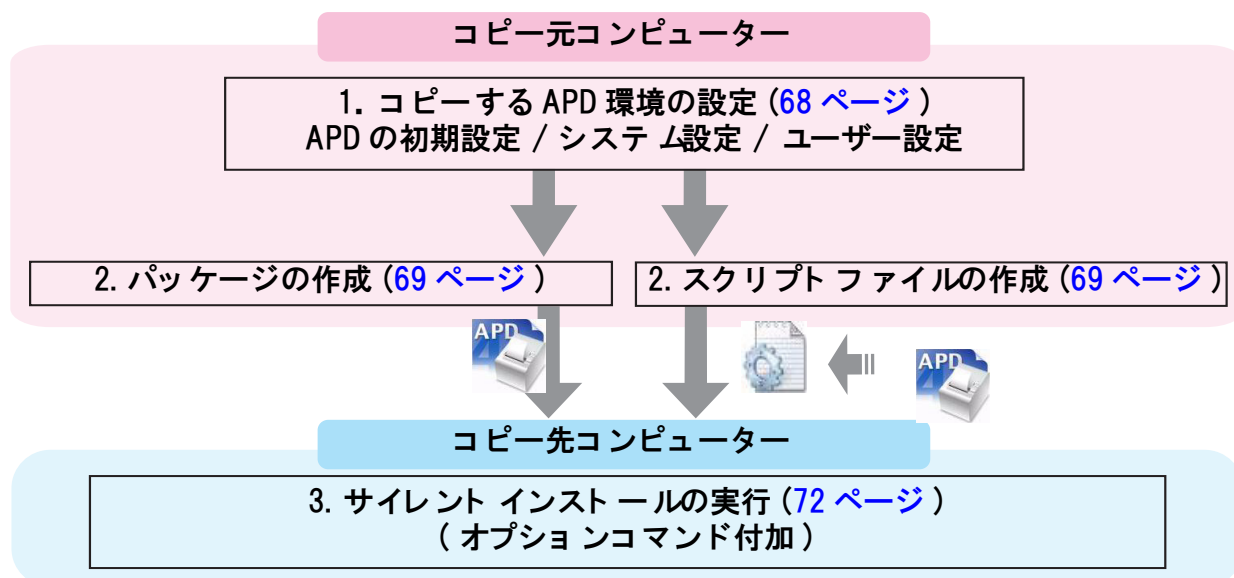 コピー元コンピューター
1. コピーする APD 環境の設定 (68 ページ )
APD の初期設定 / システム設定 / ユーザー設定
2. パッケージの作成 (69 ページ )
2. スクリプトファイルの作成 (69 ページ )
APD
APD
コピー先コンピューター
3. サイレントインストールの実行 (72 ページ )
( オプションコマンド付加 )